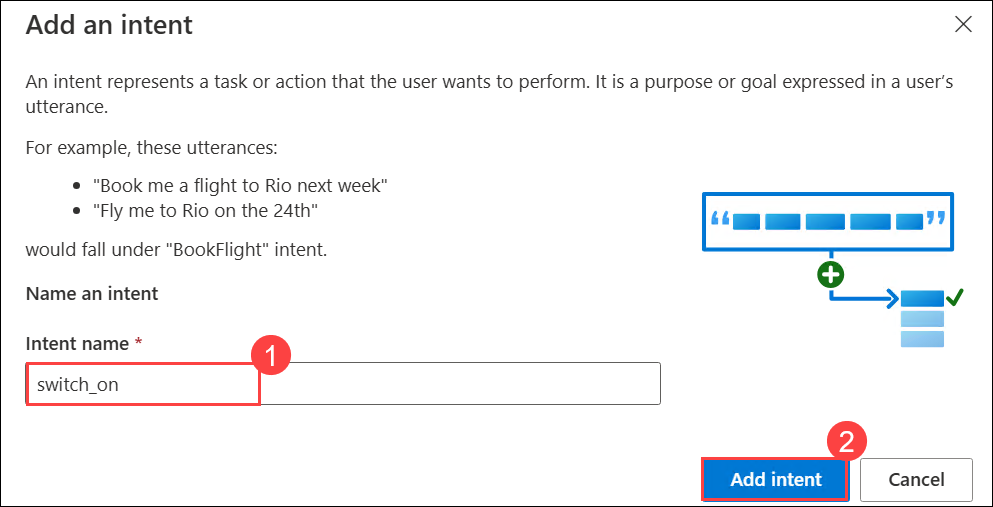 Add an intent
An intent represents a task or action that the user wants to perform. It is a purpose or goal expressed in a user's
utterance.
For example, these utterances:
• "Book me a flight to Rio next week"
• "Fly me to Rio on the 24th"
would fall under "BookFlight" intent.
Name an intent
Intent name *
1
switch_on
2
Add intent
Cancel